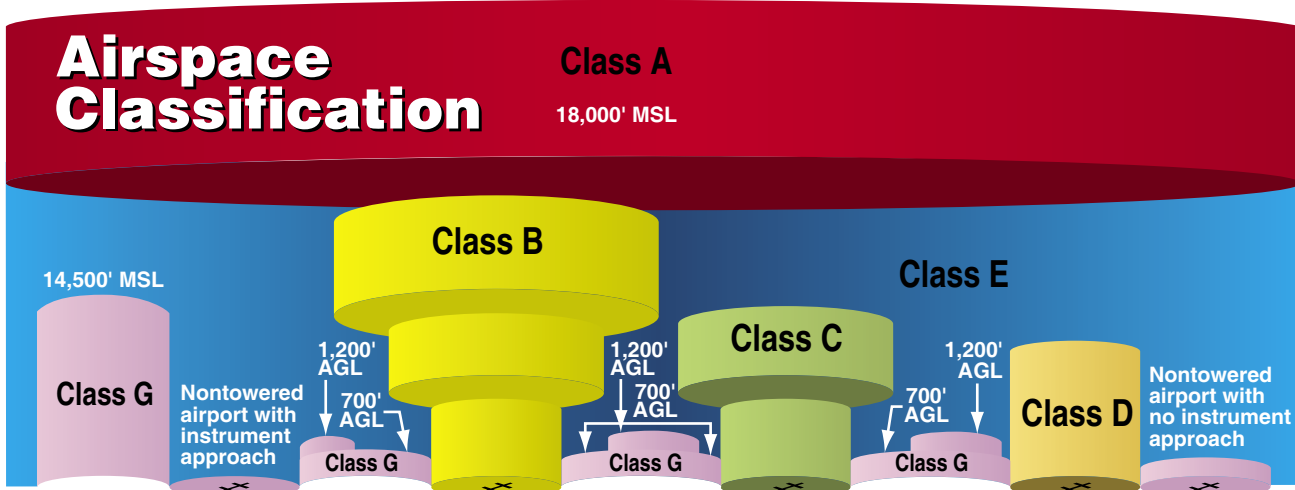 Airspace
Classification
Class A
18,000' MSL
Class B
Class E
14,500' MSL
Class C
1,200'
AGL
1,200'
AGL
1,200'
AGL
Class G
Nontowered
airport with
instrument
approach
700'
AGL
700'
AGL
700'
AGL
Class D
Nontowered
airport with
no instrument
approach
Class G
Class G
Class G